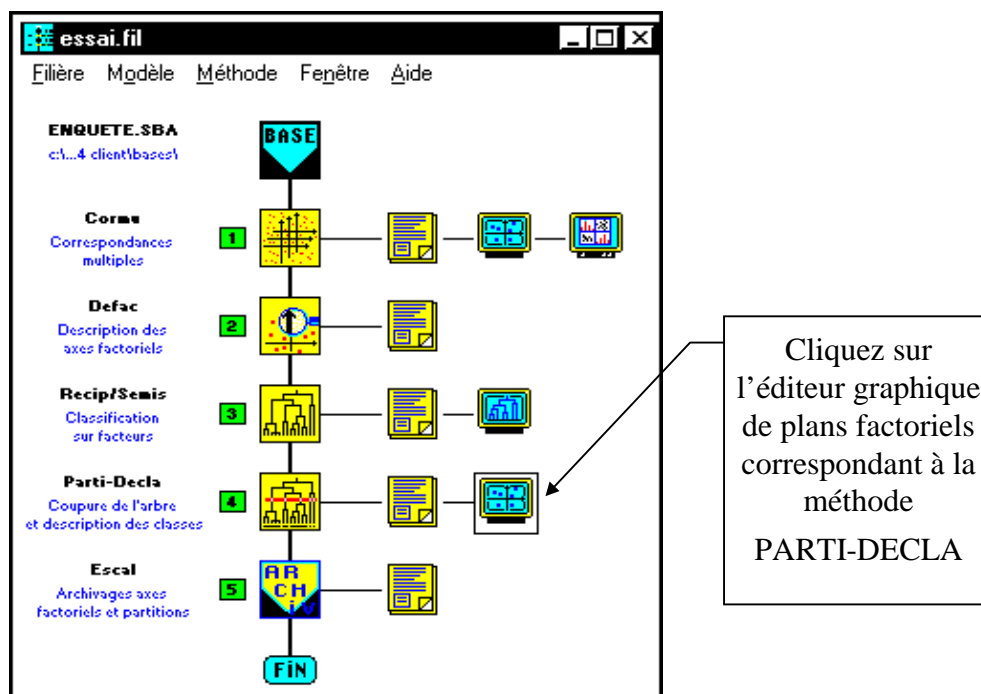 essai.fil
Filière Modèle Méthode Fenêtre Aide
ENQUETE.SBA
c:\...4 client\bases\
BASE
Cormu
Correspondances
multiples
1
Defac
Description des
axes factoriels
2
Recip/Semis
Classification
sur facteurs
3
Parti-Decla
Coupure de l'arbre
et description des classes
4
Escal
Archivages axes
factoriels et partitions
5
AR
CH
iV
FiN
Cliquez sur
l’éditeur graphique
de plans factoriels
correspondant à la
méthode
PARTI-DECLA